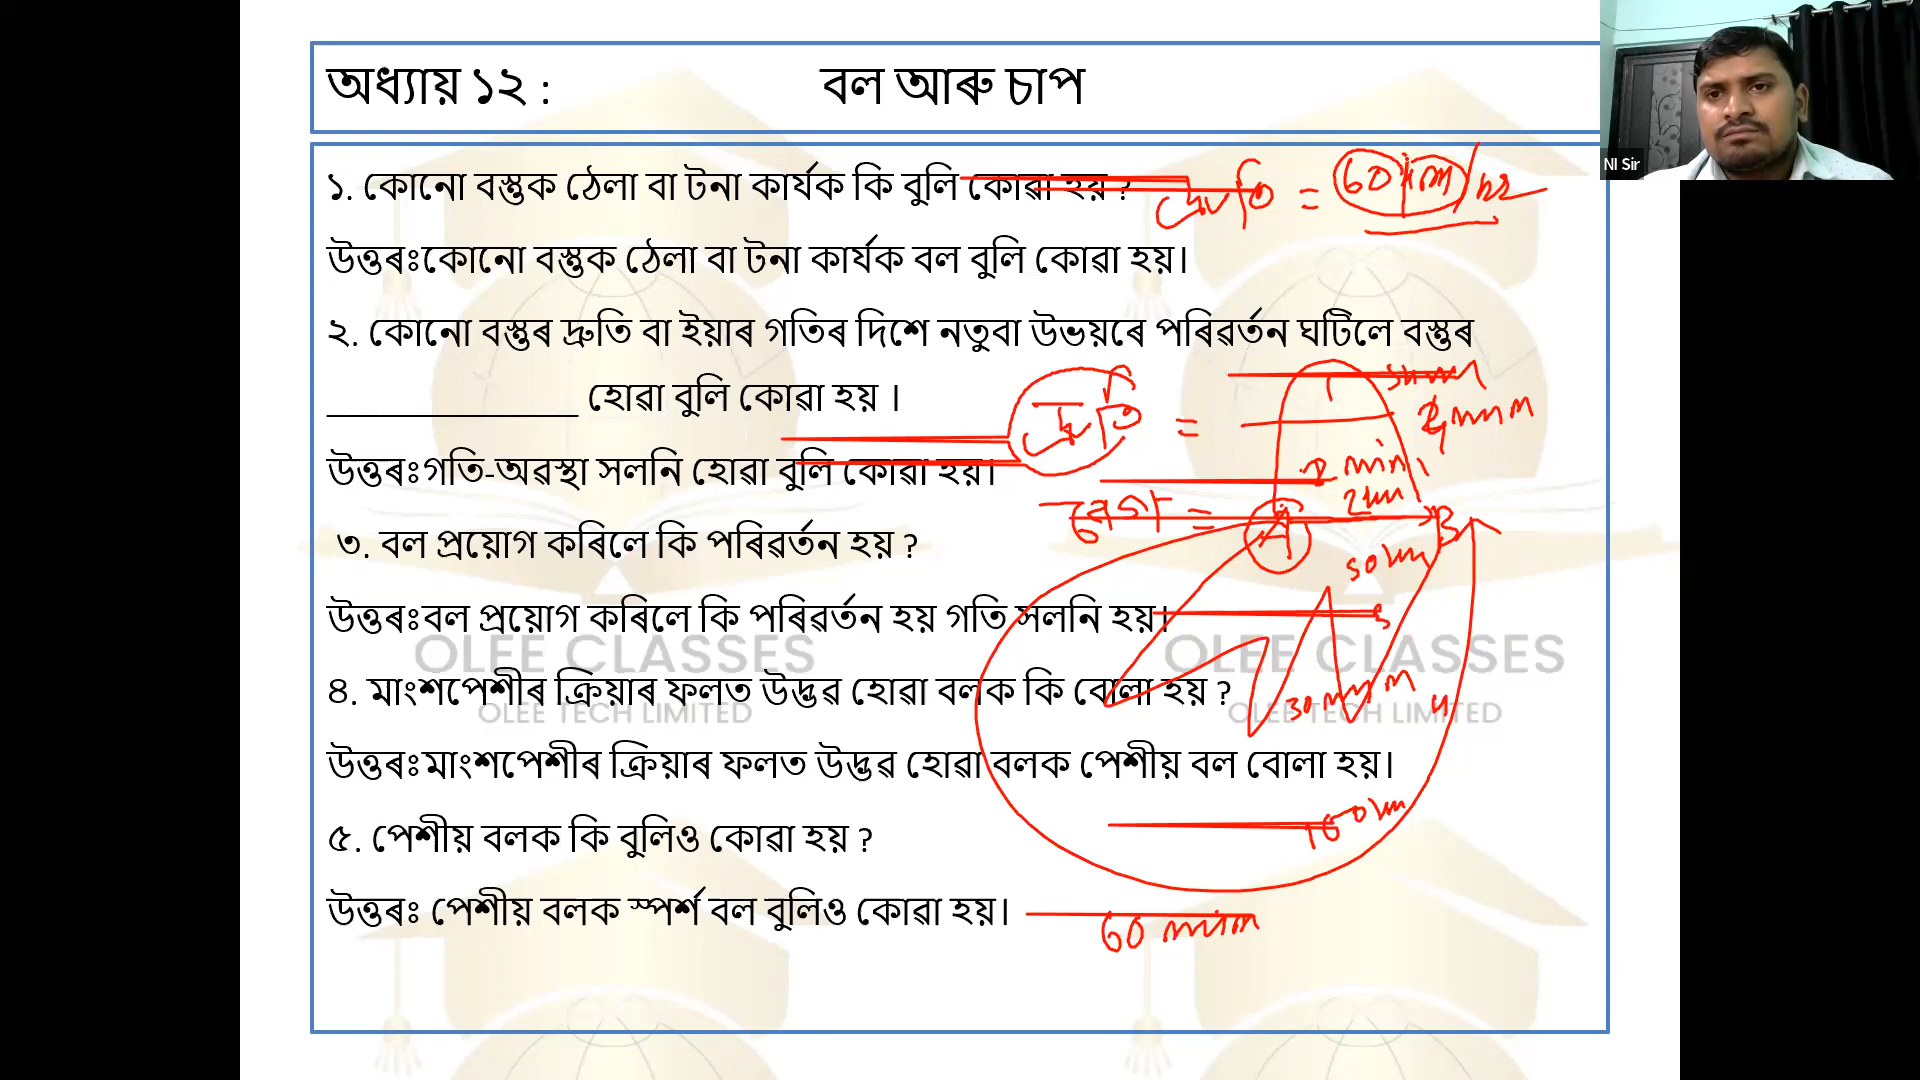 অধ্যায় ১২ : বল আৰু চাপ
NI Sir
১. কোনো বস্তুক ঠেলা বা টনা কাৰ্যক কি বুলি কোৱা হয় ?
দ্ৰুতি = 60 km/hr
উত্তৰঃকোনো বস্তুক ঠেলা বা টনা কাৰ্যক বল বুলি কোৱা হয়।
২. কোনো বস্তুৰ দ্ৰুতি বা ইয়াৰ গতিৰ দিশে নতুবা উভয়ৰে পৰিৱৰ্তন ঘটিলে বস্তুৰ
_____________ হোৱা বুলি কোৱা হয় ।
দ্ৰুতি =
উত্তৰঃগতি-অৱস্থা সলনি হোৱা বুলি কোৱা হয়।
2 min
2 km
বেগ = A B
৩. বল প্ৰয়োগ কৰিলে কি পৰিৱৰ্তন হয় ?
50 km
উত্তৰঃবল প্ৰয়োগ কৰিলে কি পৰিৱৰ্তন হয় গতি সলনি হয়।
OLEE CLASSES OLEE CLASSES
৪. মাংশপেশীৰ ক্ৰিয়াৰ ফলত উদ্ভৱ হোৱা বলক কি বোলা হয় ?
OLEE TECH LIMITED OLEE TECH LIMITED
উত্তৰঃমাংশপেশীৰ ক্ৰিয়াৰ ফলত উদ্ভৱ হোৱা বলক পেশীয় বল বোলা হয়।
৫. পেশীয় বলক কি বুলিও কোৱা হয় ?
100 km
উত্তৰঃ পেশীয় বলক স্পৰ্শ বল বুলিও কোৱা হয়।
60 min